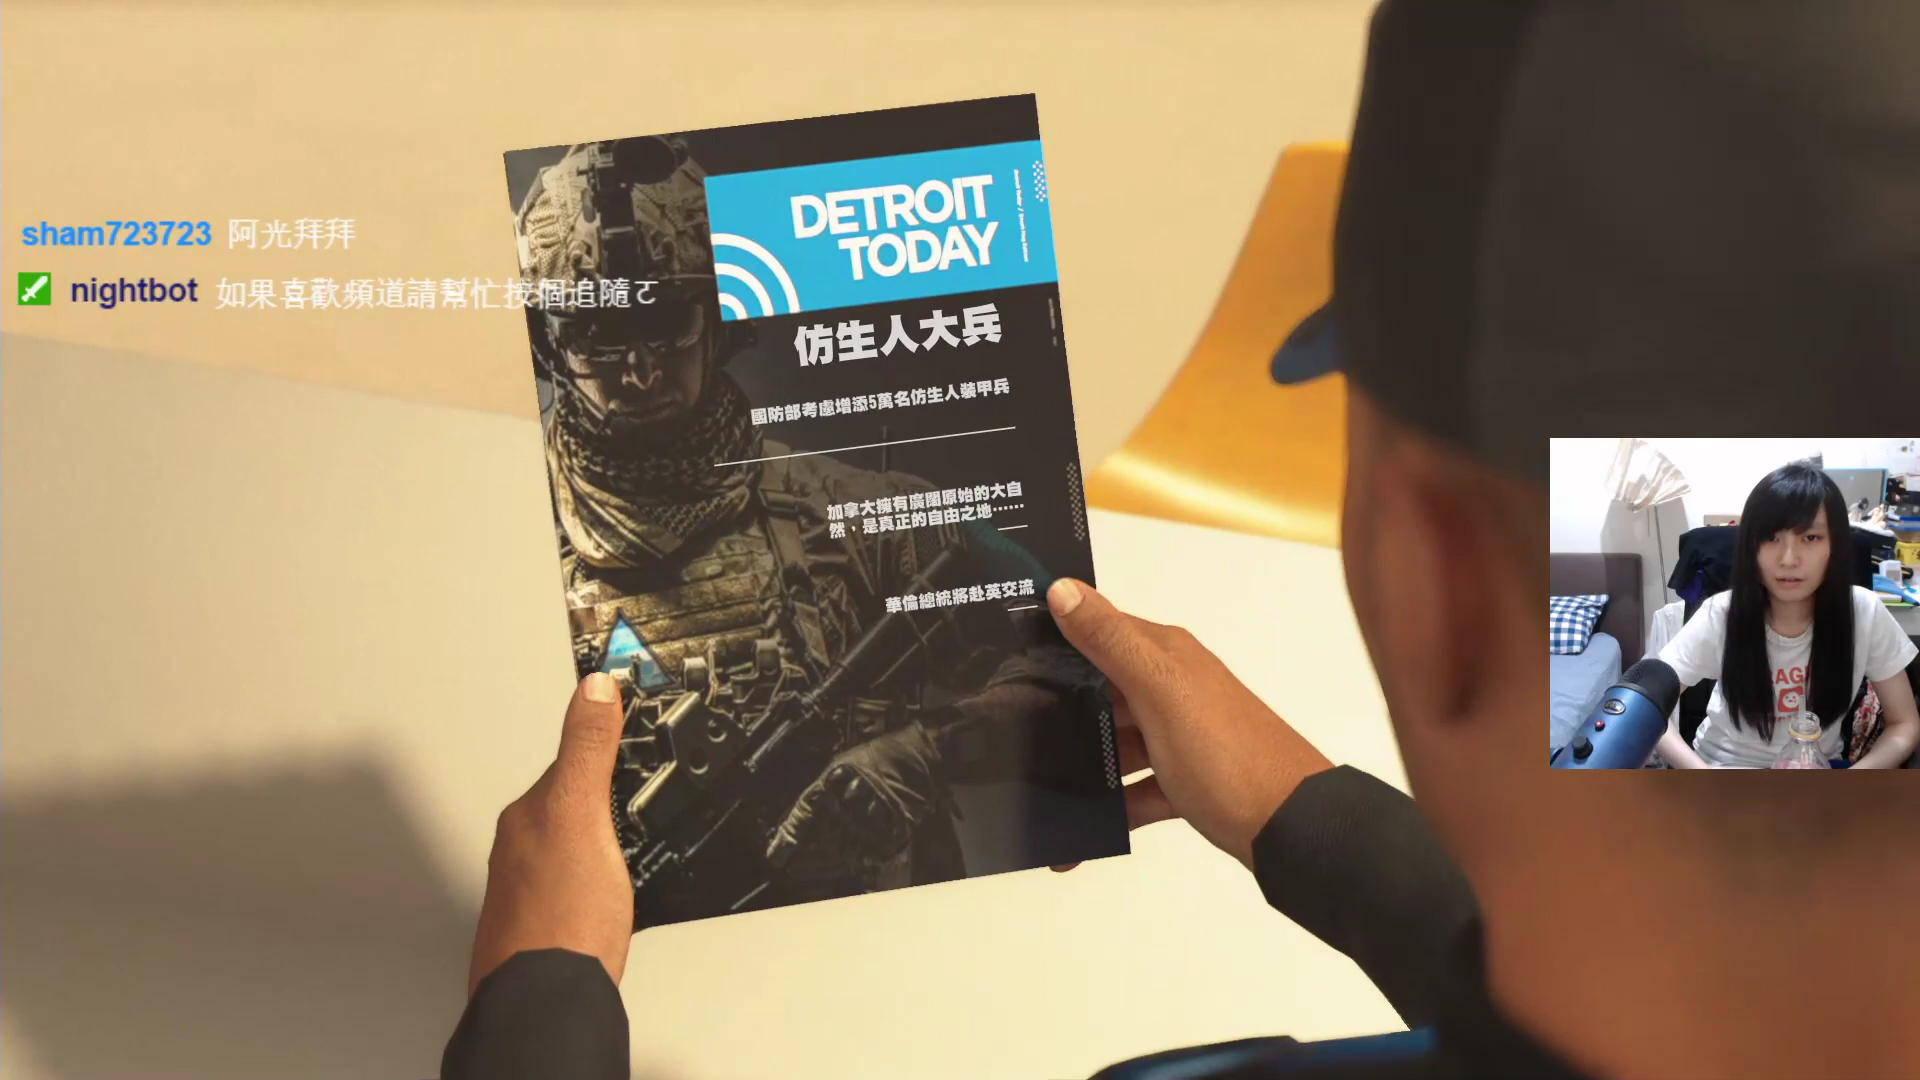 sham723723 阿光拜拜
nightbot 如果喜歡頻道請幫忙按個追隨ㄛ
DETROIT
TODAY
仿生人大兵
國防部考慮增添5萬名仿生人裝甲兵
加拿大擁有廣闊原始的大自
然，是真正的自由之地……
華倫總統將赴英交流